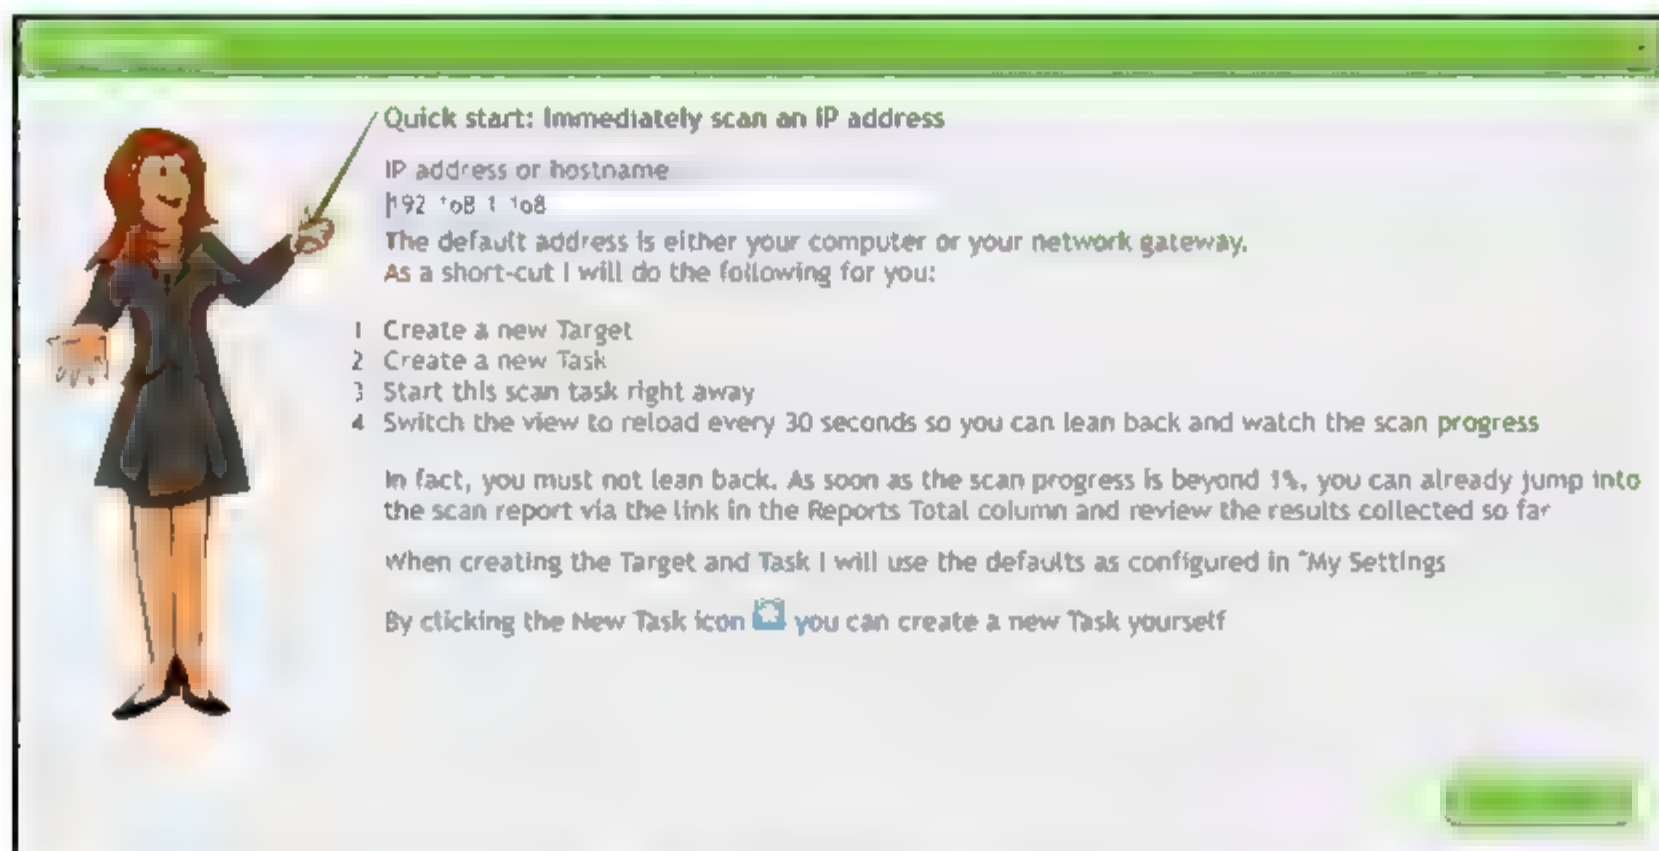 Quick start: Immediately scan an IP address
IP address or hostname
The default address is either your computer or your network gateway.
As a short-cut I will do the following for you:
1 Create a new Target
2 Create a new Task
3 Start this scan task right away
4 Switch the view to reload every 30 seconds so you can lean back and watch the scan progress
In fact, you must not lean back. As soon as the scan progress is beyond 1%, you can already jump into
the scan report via the link in the Reports Total column and review the results collected so far
When creating the Target and Task I will use the defaults as configured in "My Settings
By clicking the New Task icon you can create a new Task yourself